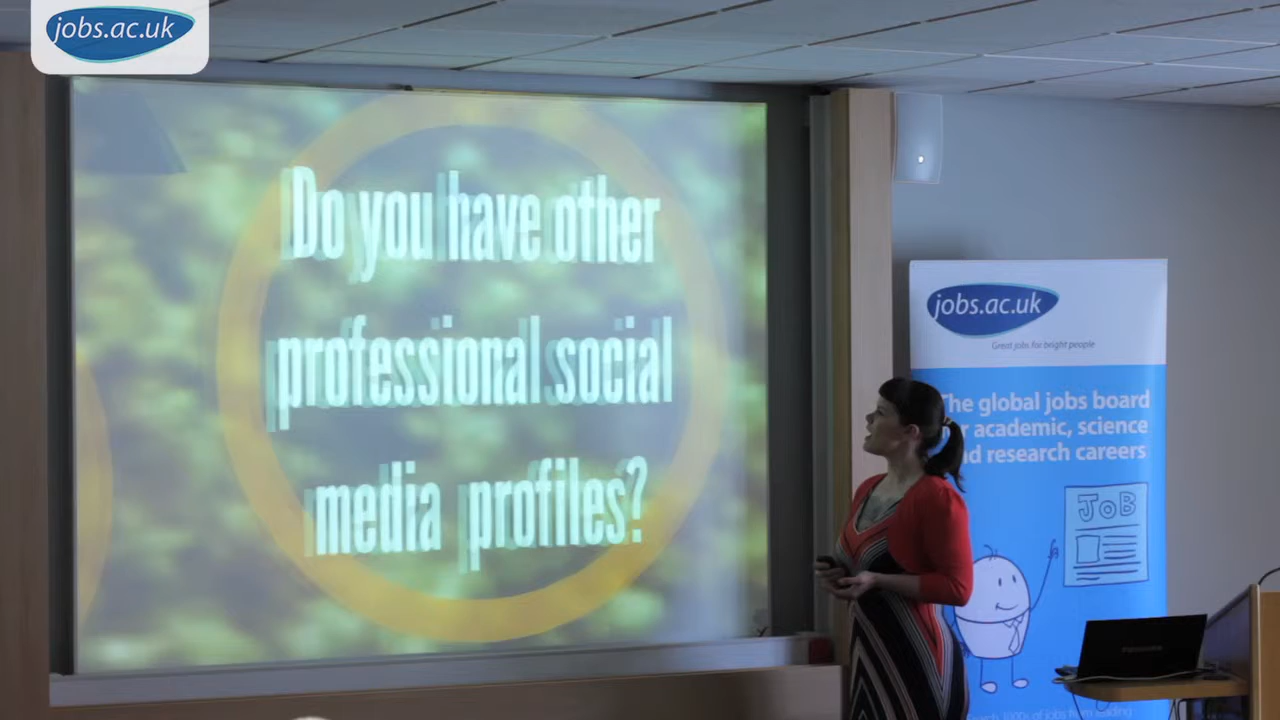 jobs.ac.uk
Do you have other
professional social
media profiles?
jobs.ac.uk
Great jobs for bright people
The global jobs board
academic, science
research careers
JOB